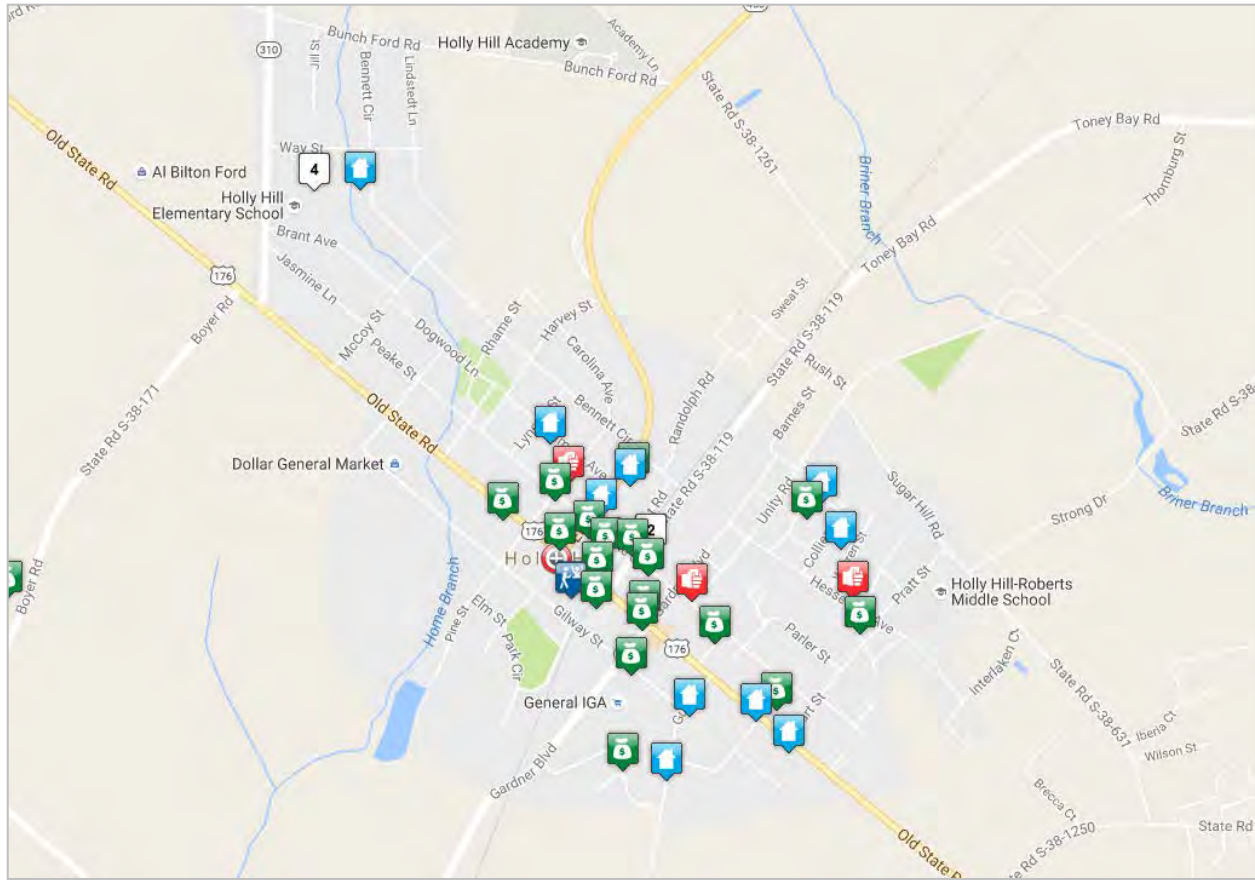 Bunch Ford Rd
Holly Hill Academy
Academy Ln
Bunch Ford Rd
310
Jill St
Bennett Cir
Lindstedt Ln
State Rd S-38-1261
Toney Bay Rd
Thornburg St
Old State Rd
Way St
4
Al Bilton Ford
Holly Hill
Elementary School
Brant Ave
Briner Branch
Toney Bay Rd
176
Jasmine Ln
Boyer Rd
McCoy St
Peake St
Dogwood Ln
Rhame St
Harvey St
Carolina Ave
Sweat St
State Rd S-38-119
Rush St
Randolph Rd
Barnes St
Bennett Cir
State Rd S-38-171
Old State Rd
Dollar General Market
State Rd S-38-119
Unity Rd
Sugar Hill Rd
Strong Dr
Briner Branch
176
2
Boyer Rd
Home Branch
Pine St
Elm St
Park Cir
Gilway St
Pratt St
Holly Hill-Roberts
Middle School
Parler St
Interlaken Ct
176
General IGA
State Rd S-38-631
Iberia Ct
Wilson St
Gardner Blvd
Brecca Ct
Old State Rd
State Rd